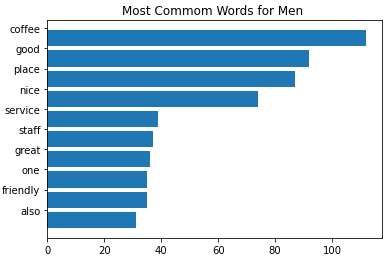 Most Commom Words for Men
coffee
good
place
nice
service
staff
great
one
friendly
also
0 20 40 60 80 100